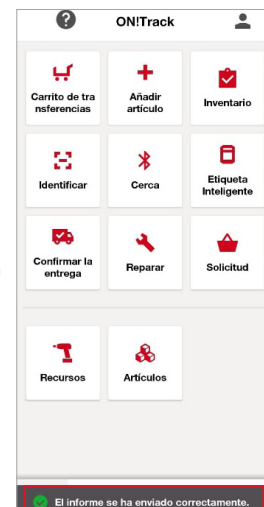 ON!Track
Carrito de tra
nsferencias
Añadir
artículo
Inventario
Identificar
Cerca
Etiqueta
Inteligente
Confirmar la
entrega
Reparar
Solicitud
Recursos
Artículos
El informe se ha enviado correctamente.